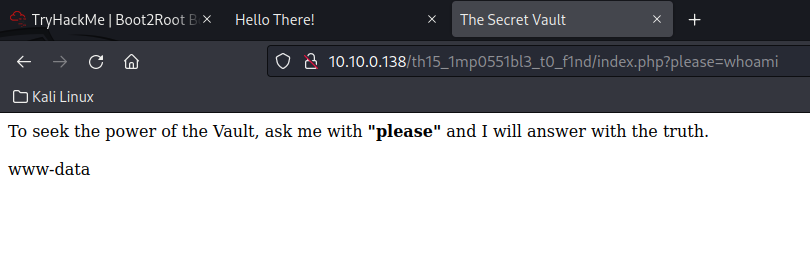 TryHackMe | Boot2Root B
Hello There!
The Secret Vault
10.10.0.138/th15_1mp0551bl3_t0_f1nd/index.php?please=whoami
Kali Linux
To seek the power of the Vault, ask me with "please" and I will answer with the truth.
www-data